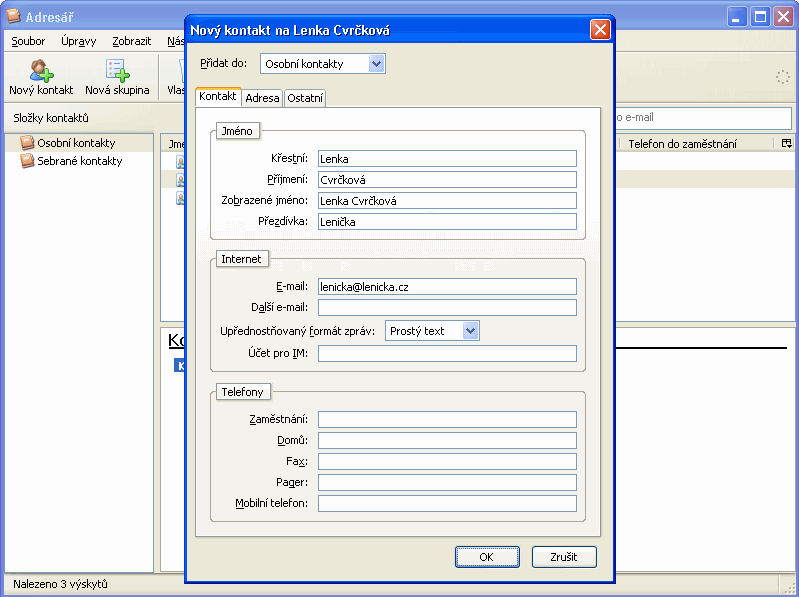 Adresář
Soubor Úpravy Zobrazit Nás
Nový kontakt Nová skupina Vlas
Složky kontaktů
o e-mail
Osobní kontakty
Sebrané kontakty
Jmé
Telefon do zaměstnání
Ko
K
Nový kontakt na Lenka Cvrčková
Přidat do: Osobní kontakty
Kontakt Adresa Ostatní
Jméno
Křestní: Lenka
Příjmení: Cvrčková
Zobrazené jméno: Lenka Cvrčková
Přezdívka: Lenička
Internet
E-mail: lenicka@lenicka.cz
Další e-mail:
Upřednostňovaný formát zpráv: Prostý text
Účet pro IM:
Telefony
Zaměstnání:
Domů:
Fax:
Pager:
Mobilní telefon:
OK Zrušit
Nalezeno 3 výskytů